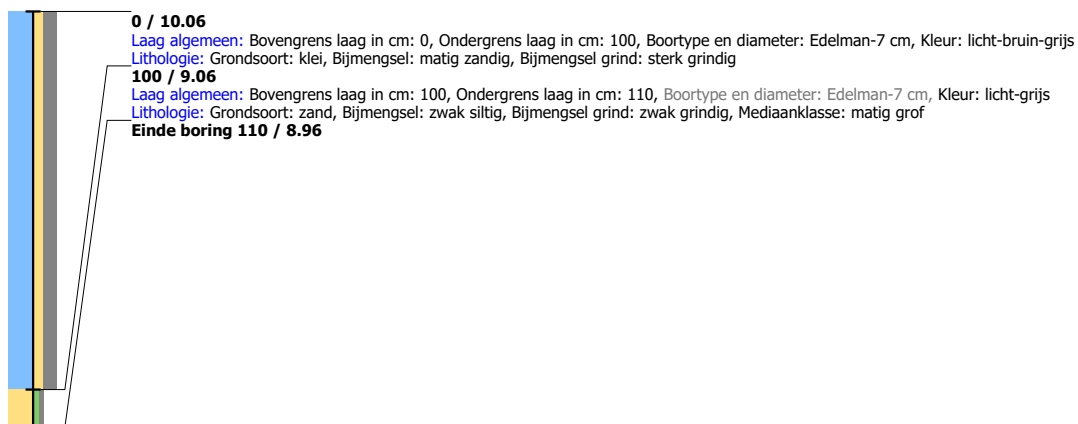 0 / 10.06
Laag algemeen: Bovengrens laag in cm: 0, Ondergrens laag in cm: 100, Boortype en diameter: Edelman-7 cm, Kleur: licht-bruin-grijs
Lithologie: Grondsoort: klei, Bijmengsel: matig zandig, Bijmengsel grind: sterk grindig
100 / 9.06
Laag algemeen: Bovengrens laag in cm: 100, Ondergrens laag in cm: 110, Boortype en diameter: Edelman-7 cm, Kleur: licht-grijs
Lithologie: Grondsoort: zand, Bijmengsel: zwak siltig, Bijmengsel grind: zwak grindig, Mediaanklasse: matig grof
Einde boring 110 / 8.96